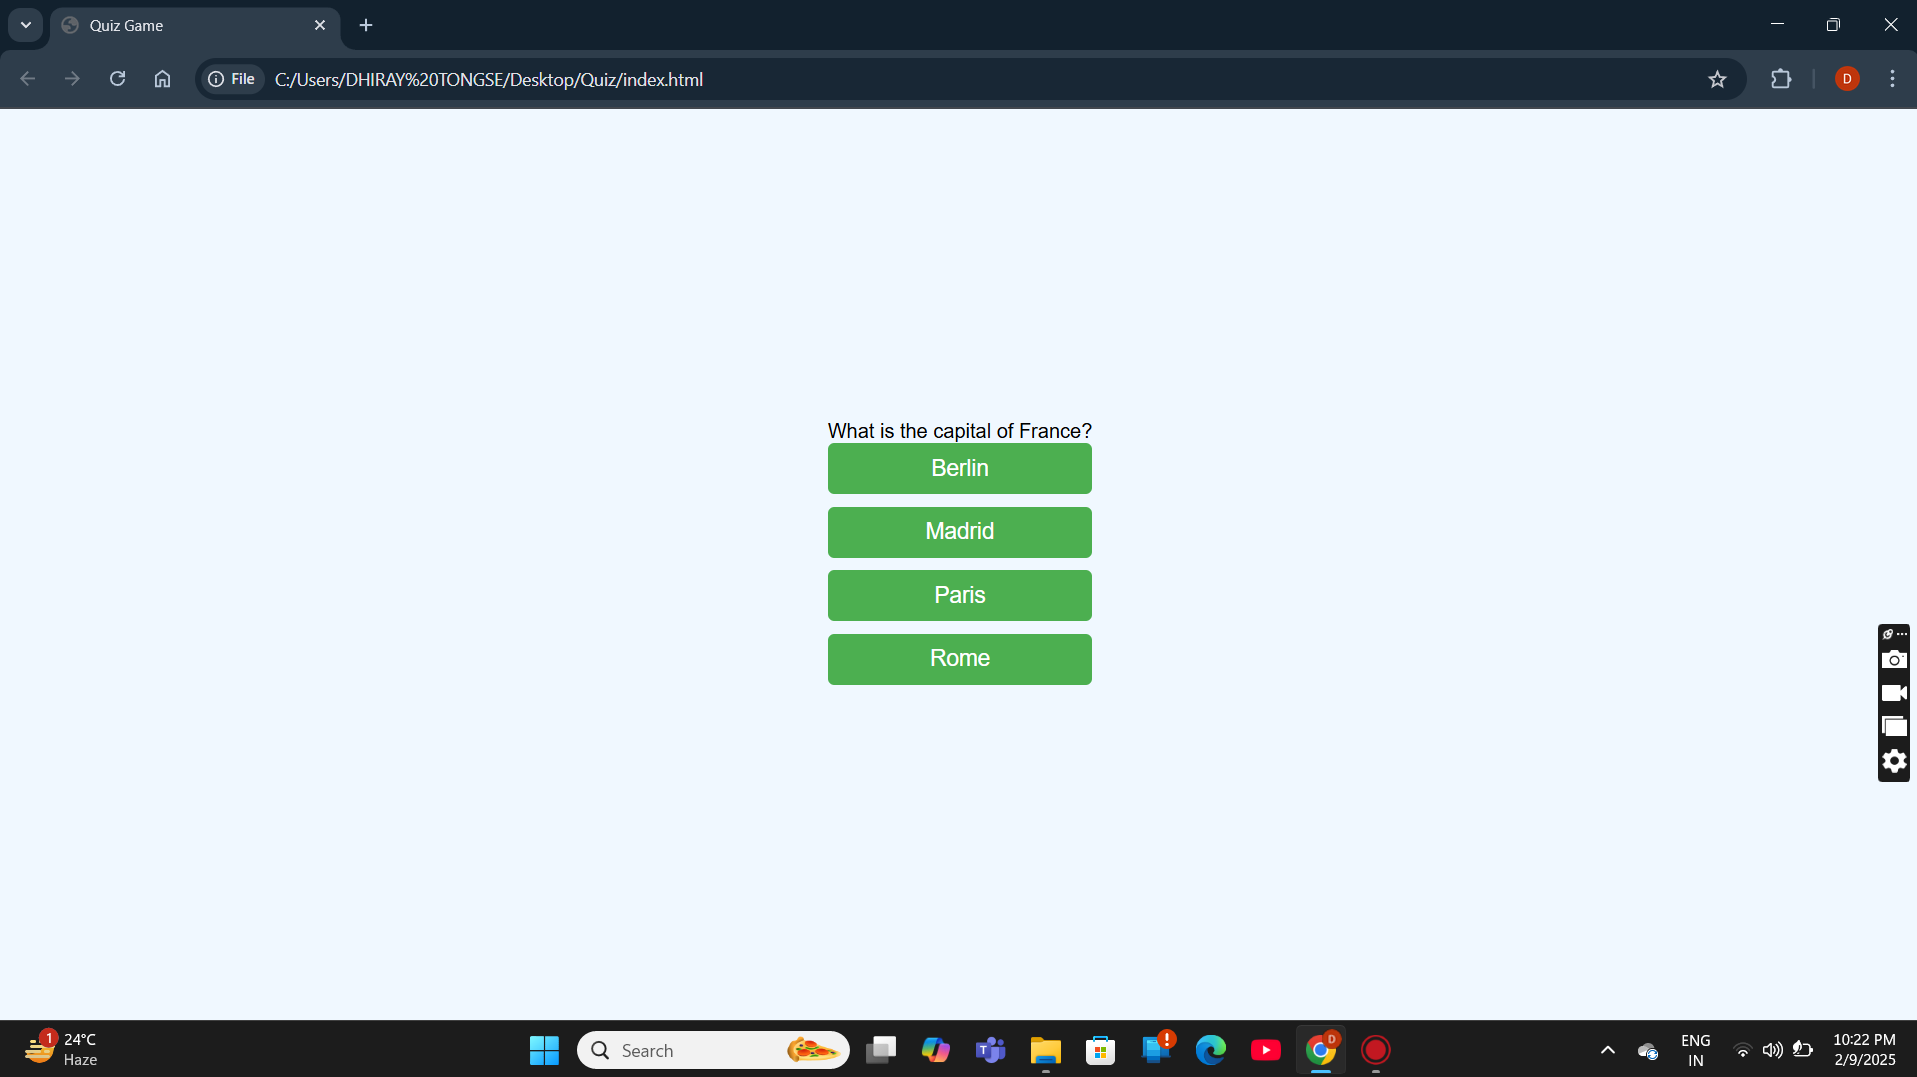 Quiz Game
File
C:/Users/DHIRAY%20TONGSE/Desktop/Quiz/index.html
D
What is the capital of France?
Berlin
Madrid
Paris
Rome
1
24°C
Haze
Search
T
!
D
ENG
IN
10:22 PM
2/9/2025